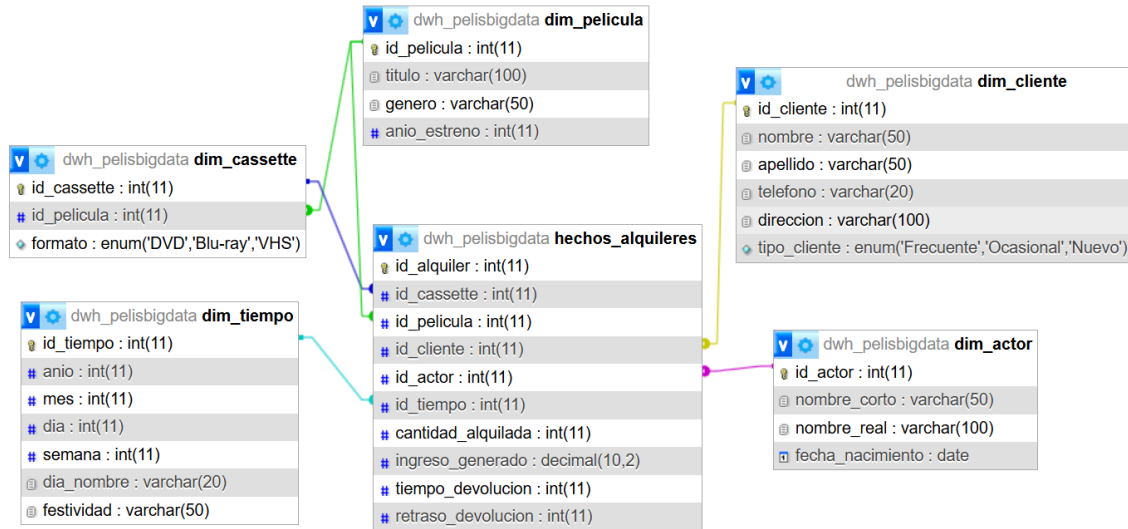 dwh_pelisbigdata dim_pelicula
id_pelicula : int(11)
titulo : varchar(100)
genero : varchar(50)
anio_estreno : int(11)
dwh_pelisbigdata dim_cliente
id_cliente : int(11)
nombre : varchar(50)
apellido : varchar(50)
telefono : varchar(20)
direccion : varchar(100)
tipo_cliente : enum('Frecuente','Ocasional','Nuevo')
dwh_pelisbigdata dim_cassette
id_cassette : int(11)
id_pelicula : int(11)
formato : enum('DVD','Blu-ray','VHS')
dwh_pelisbigdata hechos_alquileres
id_alquiler : int(11)
id_cassette : int(11)
id_pelicula : int(11)
id_cliente : int(11)
id_actor : int(11)
id_tiempo : int(11)
cantidad_alquilada : int(11)
ingreso_generado : decimal(10,2)
tiempo_devolucion : int(11)
retraso_devolucion : int(11)
dwh_pelisbigdata dim_tiempo
id_tiempo : int(11)
anio : int(11)
mes : int(11)
dia : int(11)
semana : int(11)
dia_nombre : varchar(20)
festividad : varchar(50)
dwh_pelisbigdata dim_actor
id_actor : int(11)
nombre_corto : varchar(50)
nombre_real : varchar(100)
fecha_nacimiento : date